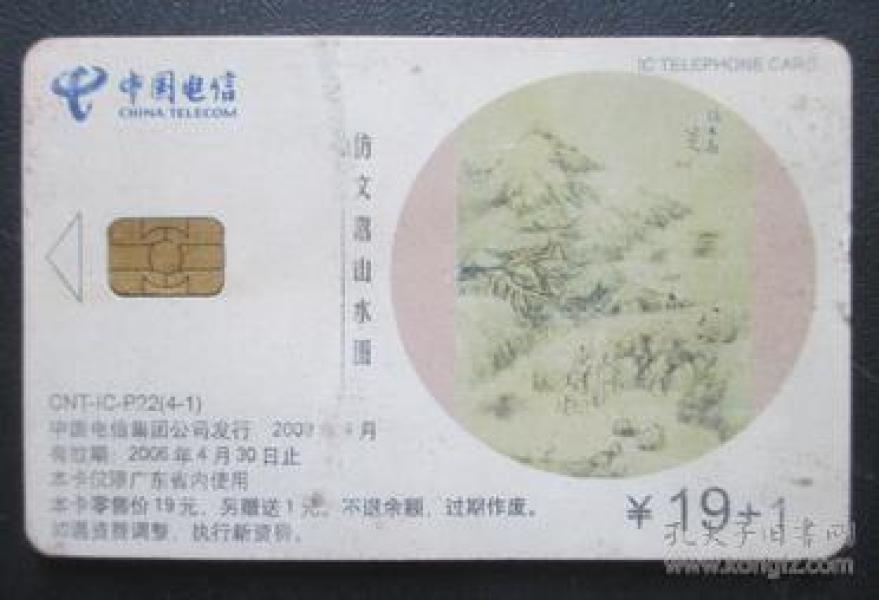 中国电信
CHINA TELECOM
IC TELEPHONE CARD
仿文嘉山水图
CNT-IC-P22(4-1)
中国电信集团公司发行 200 年 月
有效期：2006年4月30日止
本卡仅限广东省内使用
本卡零售价19元，另赠送1元。不退余额，过期作废。
如遇资费调整，执行新资费。
¥19+1
孔夫子旧书网
www.kongfz.com